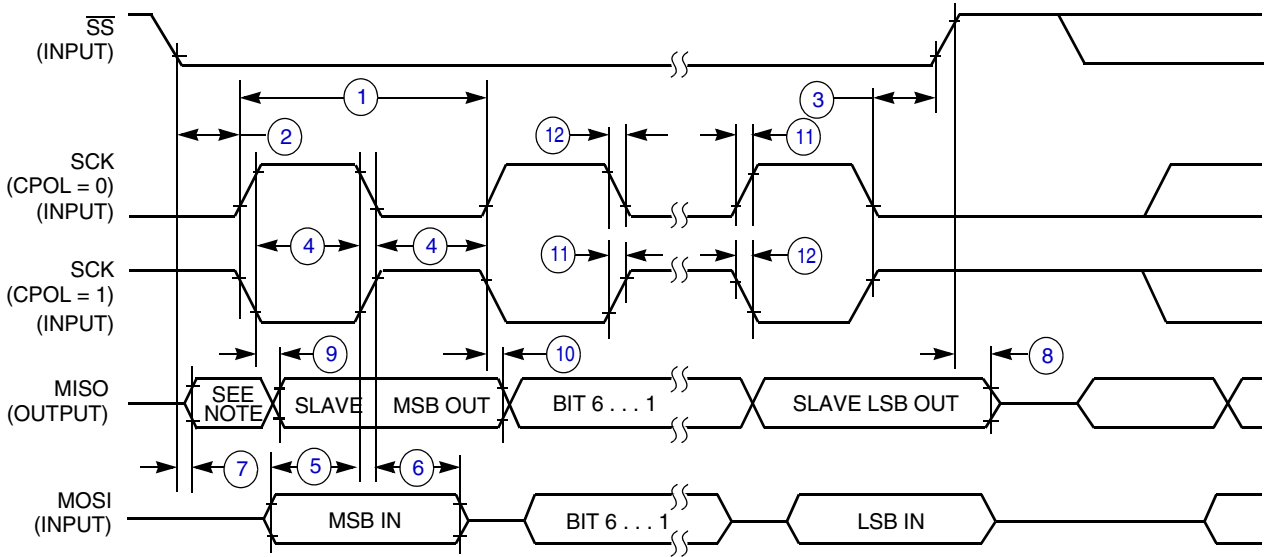 SS
(INPUT)
1
3
2
12
11
SCK
(CPOL = 0)
(INPUT)
4
4
11
12
SCK
(CPOL = 1)
(INPUT)
9
10
8
MISO
(OUTPUT)
SEE
NOTE
SLAVE
MSB OUT
BIT 6 . . . 1
SLAVE LSB OUT
7
5
6
MOSI
(INPUT)
MSB IN
BIT 6 . . . 1
LSB IN